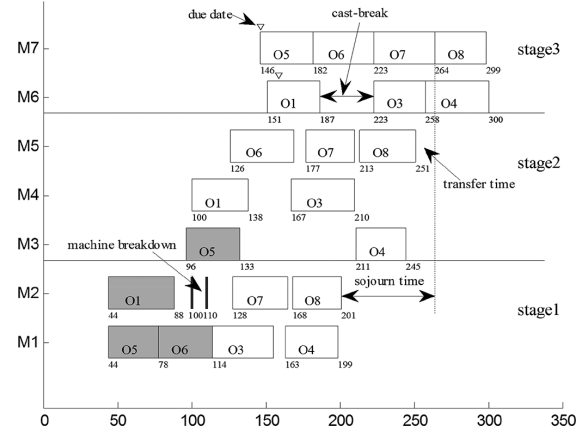 due date cast-break
M7 O5 O6 O7 O8 stage3
146 182 223 264 299
M6 O1 O3 O4
151 187 223 258 300
M5 O6 O7 O8 stage2
126 177 213 251
transfer time
M4 O1 O3
100 138 167 210
machine breakdown
M3 O5 O4
96 133 211 245
sojourn time
M2 O1 O7 O8 stage1
44 88 100 110 128 168 201
M1 O5 O6 O3 O4
44 78 114 163 199
0 50 100 150 200 250 300 350